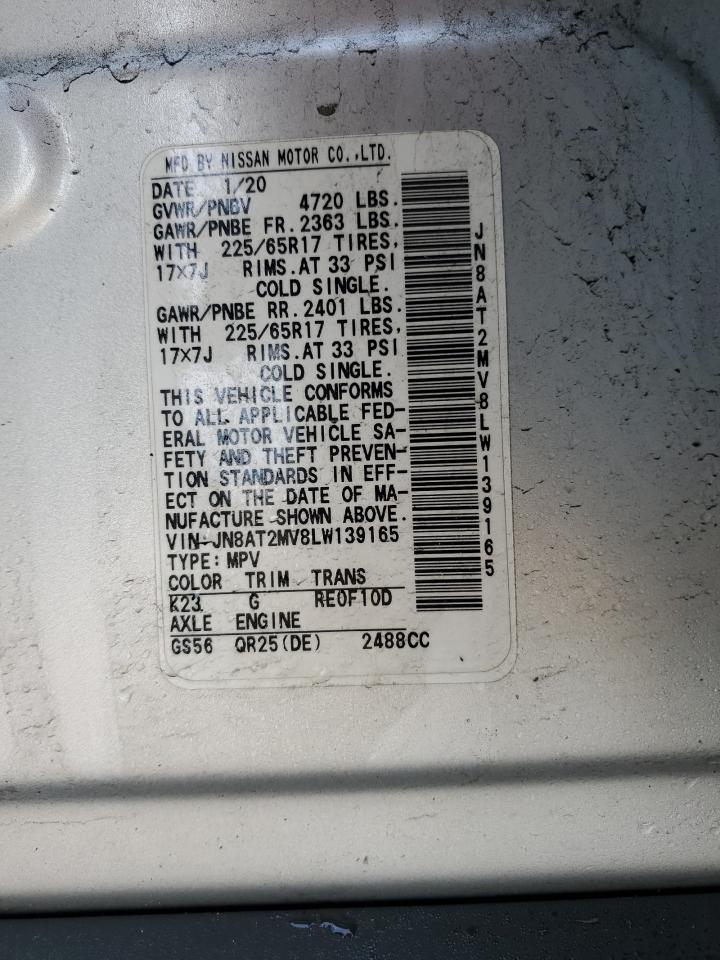 MFD BY NISSAN MOTOR CO.,LTD.
DATE 1/20
GVWR/PNBV 4720 LBS.
GAWR/PNBE FR. 2363 LBS.
WITH 225/65R17 TIRES,
17X7J RIMS.AT 33 PSI
COLD SINGLE.
GAWR/PNBE RR. 2401 LBS.
WITH 225/65R17 TIRES,
17X7J RIMS.AT 33 PSI
COLD SINGLE.
THIS VEHICLE CONFORMS
TO ALL APPLICABLE FED-
ERAL MOTOR VEHICLE SA-
FETY AND THEFT PREVEN-
TION STANDARDS IN EFF-
ECT ON THE DATE OF MA-
NUFACTURE SHOWN ABOVE.
VIN-JN8AT2MV8LW139165
TYPE: MPV
COLOR TRIM TRANS
K23 G RE0F10D
AXLE ENGINE
GS56 QR25(DE) 2488CC
JN8AT2MV8LW139165